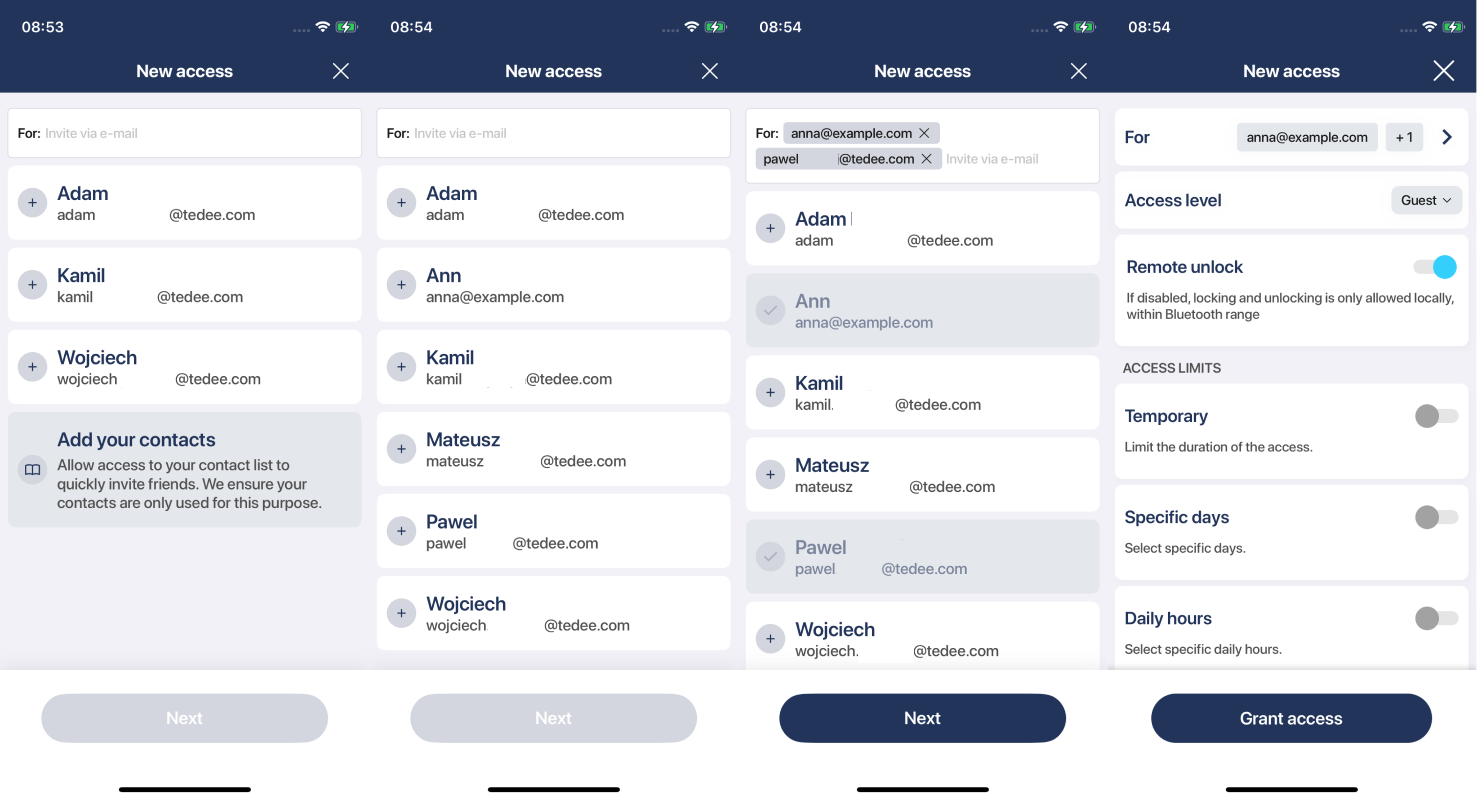 08:53
New access
For: Invite via e-mail
Adam
adam @tedee.com
Kamil
kamil @tedee.com
Wojciech
wojciech @tedee.com
Add your contacts
Allow access to your contact list to
quickly invite friends. We ensure your
contacts are only used for this purpose.
Next
08:54
New access
For: Invite via e-mail
Adam
adam @tedee.com
Ann
anna@example.com
Kamil
kamil @tedee.com
Mateusz
mateusz @tedee.com
Pawel
pawel @tedee.com
Wojciech
wojciech. @tedee.com
Next
08:54
New access
For: anna@example.com
pawel @tedee.com Invite via e-mail
Adam
adam @tedee.com
Ann
anna@example.com
Kamil
kamil. @tedee.com
Mateusz
mateusz @tedee.com
Pawel
pawel @tedee.com
Wojciech
wojciech. @tedee.com
Next
08:54
New access
For anna@example.com + 1
Access level Guest
Remote unlock
If disabled, locking and unlocking is only allowed locally,
within Bluetooth range
ACCESS LIMITS
Temporary
Limit the duration of the access.
Specific days
Select specific days.
Daily hours
Select specific daily hours.
Grant access